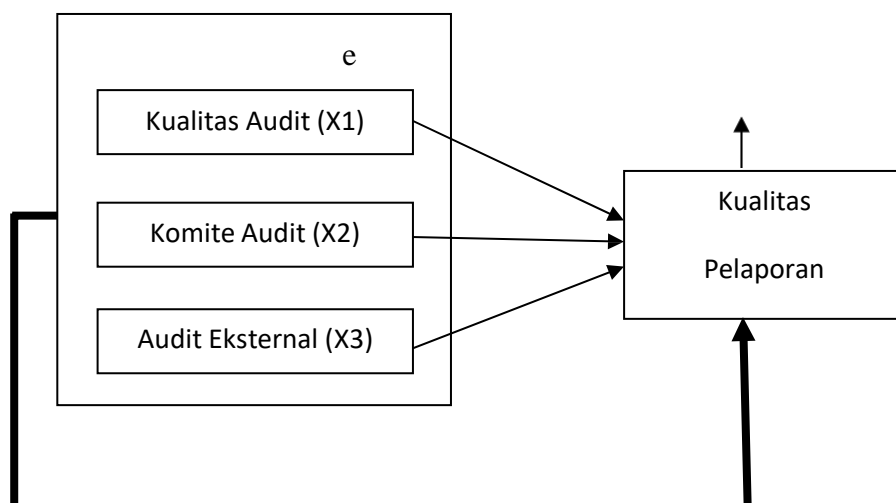 e
Kualitas Audit (X1)
Komite Audit (X2)
Audit Eksternal (X3)
Kualitas
Pelaporan